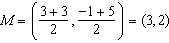 M = ( (3 + 3)/2 , (−1 + 5)/2 ) = (3, 2)